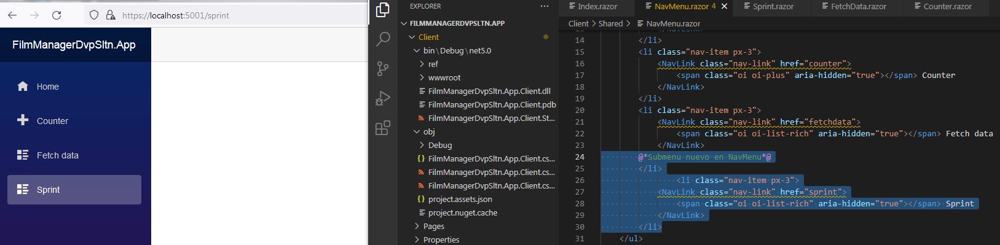 https://localhost:5001/sprint
FilmManagerDvpSltn.App
Home
Counter
Fetch data
Sprint
EXPLORER
FILMMANAGERDVPSLTN.APP
Client
bin\Debug\net5.0
ref
wwwroot
FilmManagerDvpSltn.App.Client.dll
FilmManagerDvpSltn.App.Client.pdb
FilmManagerDvpSltn.App.Client.St...
obj
Debug
FilmManagerDvpSltn.App.Client.cs...
FilmManagerDvpSltn.App.Client.cs...
FilmManagerDvpSltn.App.Client.cs...
project.assets.json
project.nuget.cache
Pages
Properties
Index.razor
NavMenu.razor 4
Sprint.razor
FetchData.razor
Counter.razor
Client > Shared > NavMenu.razor
14 </li>
15 <li class="nav-item px-3">
16 <NavLink class="nav-link" href="counter">
17 <span class="oi oi-plus" aria-hidden="true"></span> Counter
18 </NavLink>
19 </li>
20 <li class="nav-item px-3">
21 <NavLink class="nav-link" href="fetchdata">
22 <span class="oi oi-list-rich" aria-hidden="true"></span> Fetch data
23 </NavLink>
24 @*Submenu nuevo en NavMenu*@
25 </li>
26 <li class="nav-item px-3">
27 <NavLink class="nav-link" href="sprint">
28 <span class="oi oi-list-rich" aria-hidden="true"></span> Sprint
29 </NavLink>
30 </li>
31 </ul>